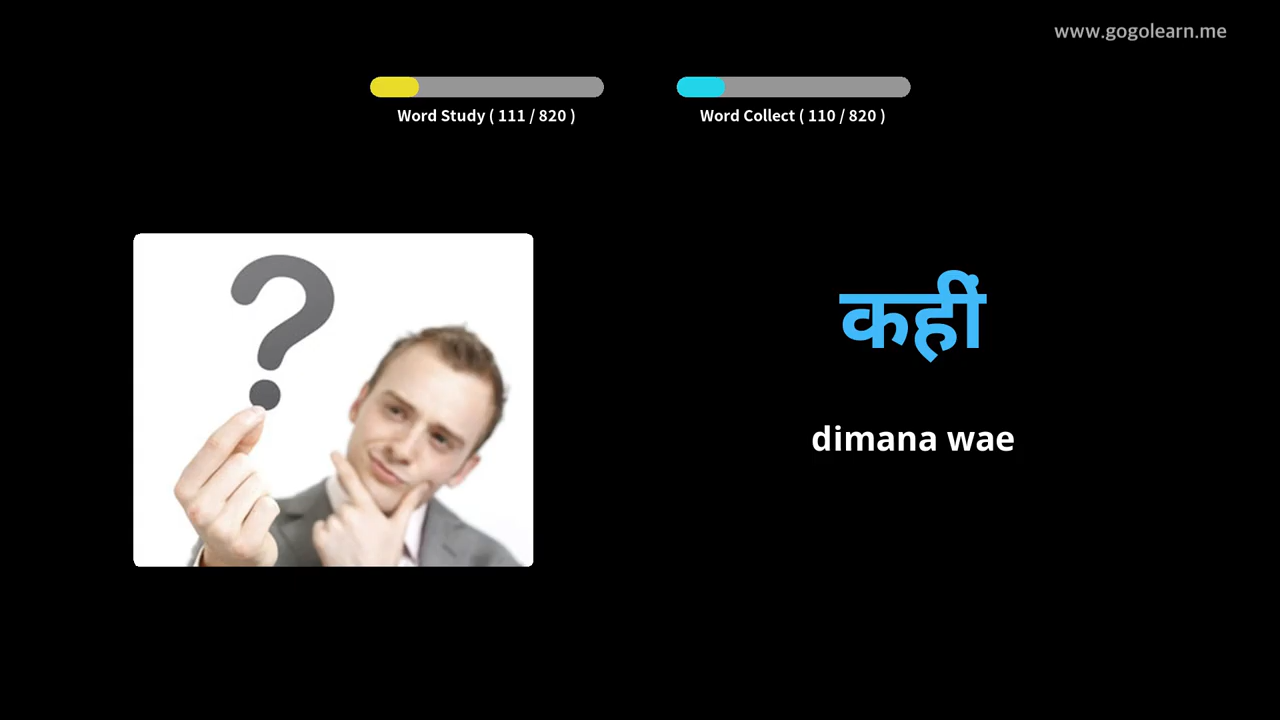 www.gogolearn.me
Word Study ( 111 / 820 )
Word Collect ( 110 / 820 )
कहीं
dimana wae